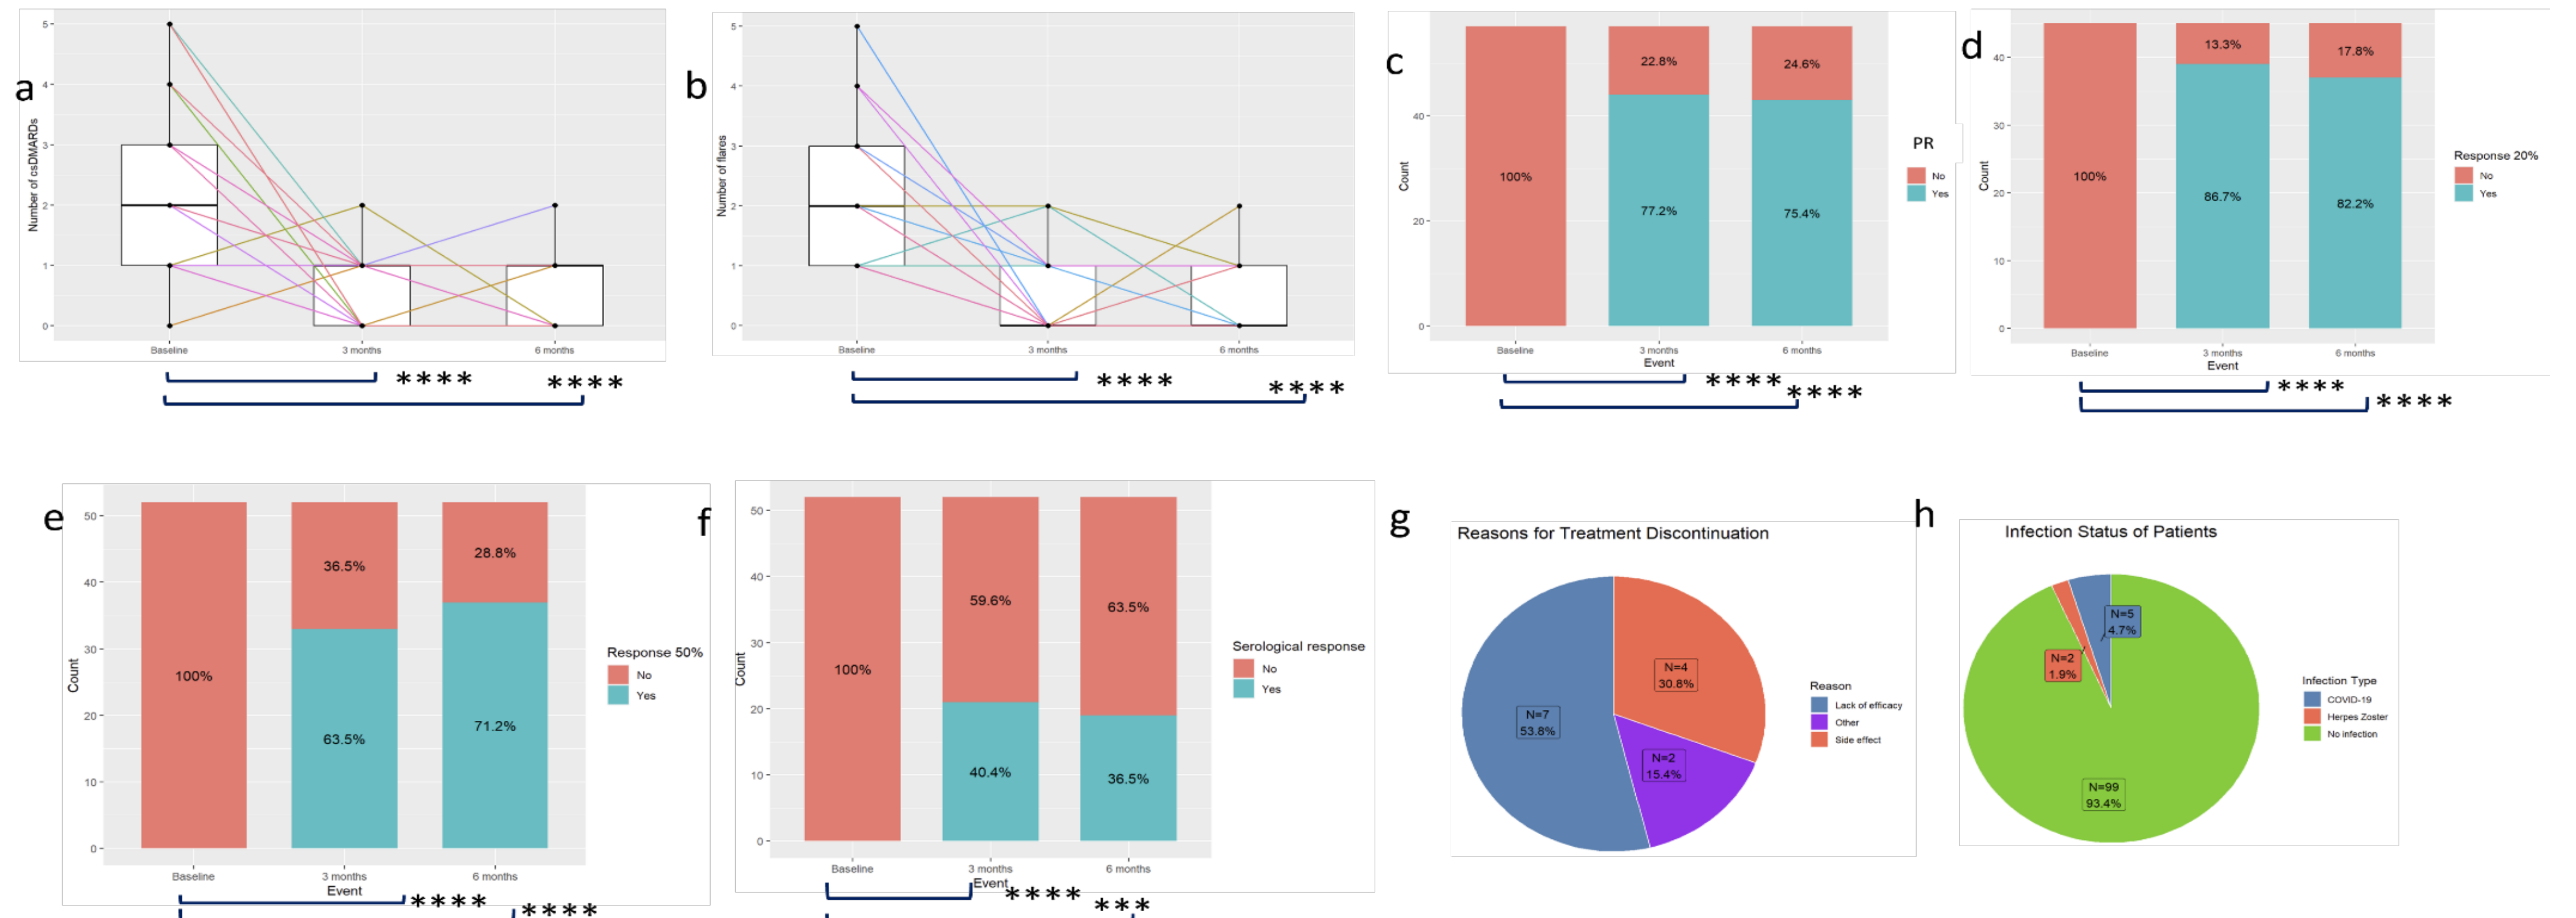 a
Number of csDMARDs
5
4
3
2
1
0
Baseline
3 months
6 months
****
****
b
Number of flares
5
4
3
2
1
0
Baseline
3 months
6 months
****
****
c
Count
40
20
0
100%
22.8%
77.2%
24.6%
75.4%
Baseline
3 months
6 months
Event
PR
No
Yes
****
****
d
Count
40
30
20
10
0
100%
13.3%
86.7%
17.8%
82.2%
Baseline
3 months
6 months
Event
Response 20%
No
Yes
****
****
e
Count
50
40
30
20
10
0
100%
36.5%
63.5%
28.8%
71.2%
Baseline
3 months
6 months
Event
Response 50%
No
Yes
****
****
f
Count
50
40
30
20
10
0
100%
59.6%
40.4%
63.5%
36.5%
Baseline
3 months
6 months
Event
Serological response
No
Yes
****
***
g
Reasons for Treatment Discontinuation
N=4
30.8%
N=7
53.8%
N=2
15.4%
Reason
Lack of efficacy
Other
Side effect
h
Infection Status of Patients
N=5
4.7%
N=2
1.9%
N=99
93.4%
Infection Type
COVID-19
Herpes Zoster
No infection